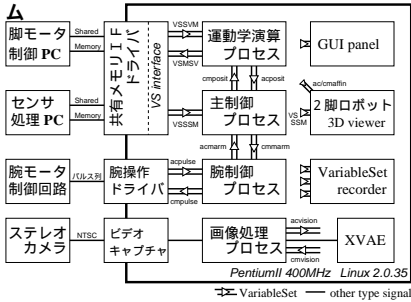 ム
脚モータ
制御 PC
Shared
Memory
共有メモリIF
ドライバ
VS interface
VSSVM
VSMSV
運動学演算
プロセス
GUI panel
cmposit
acposit
ac/cmaffin
センサ
処理 PC
Shared
Memory
VSSSM
主制御
プロセス
VS
SSM
2 脚ロボット
3D viewer
acmarm
cmmarm
腕モータ
制御回路
パルス列
腕操作
ドライバ
acpulse
cmpulse
腕制御
プロセス
VariableSet
recorder
ステレオ
カメラ
NTSC
ビデオ
キャプチャ
画像処理
プロセス
acvision
cmvision
XVAE
PentiumII 400MHz Linux 2.0.35
VariableSet
other type signal